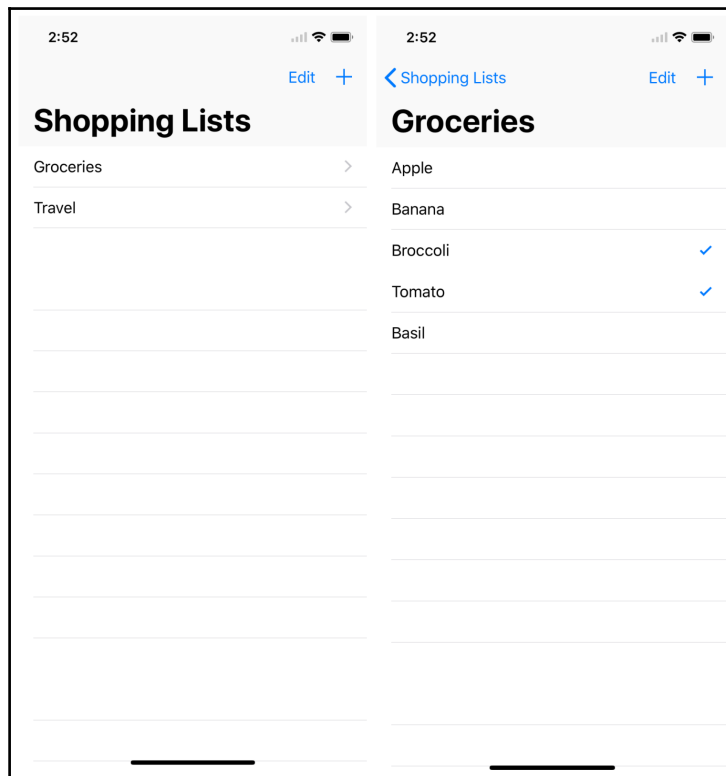 2:52
Edit +
Shopping Lists
Groceries
Travel
2:52
Shopping Lists Edit +
Groceries
Apple
Banana
Broccoli
Tomato
Basil